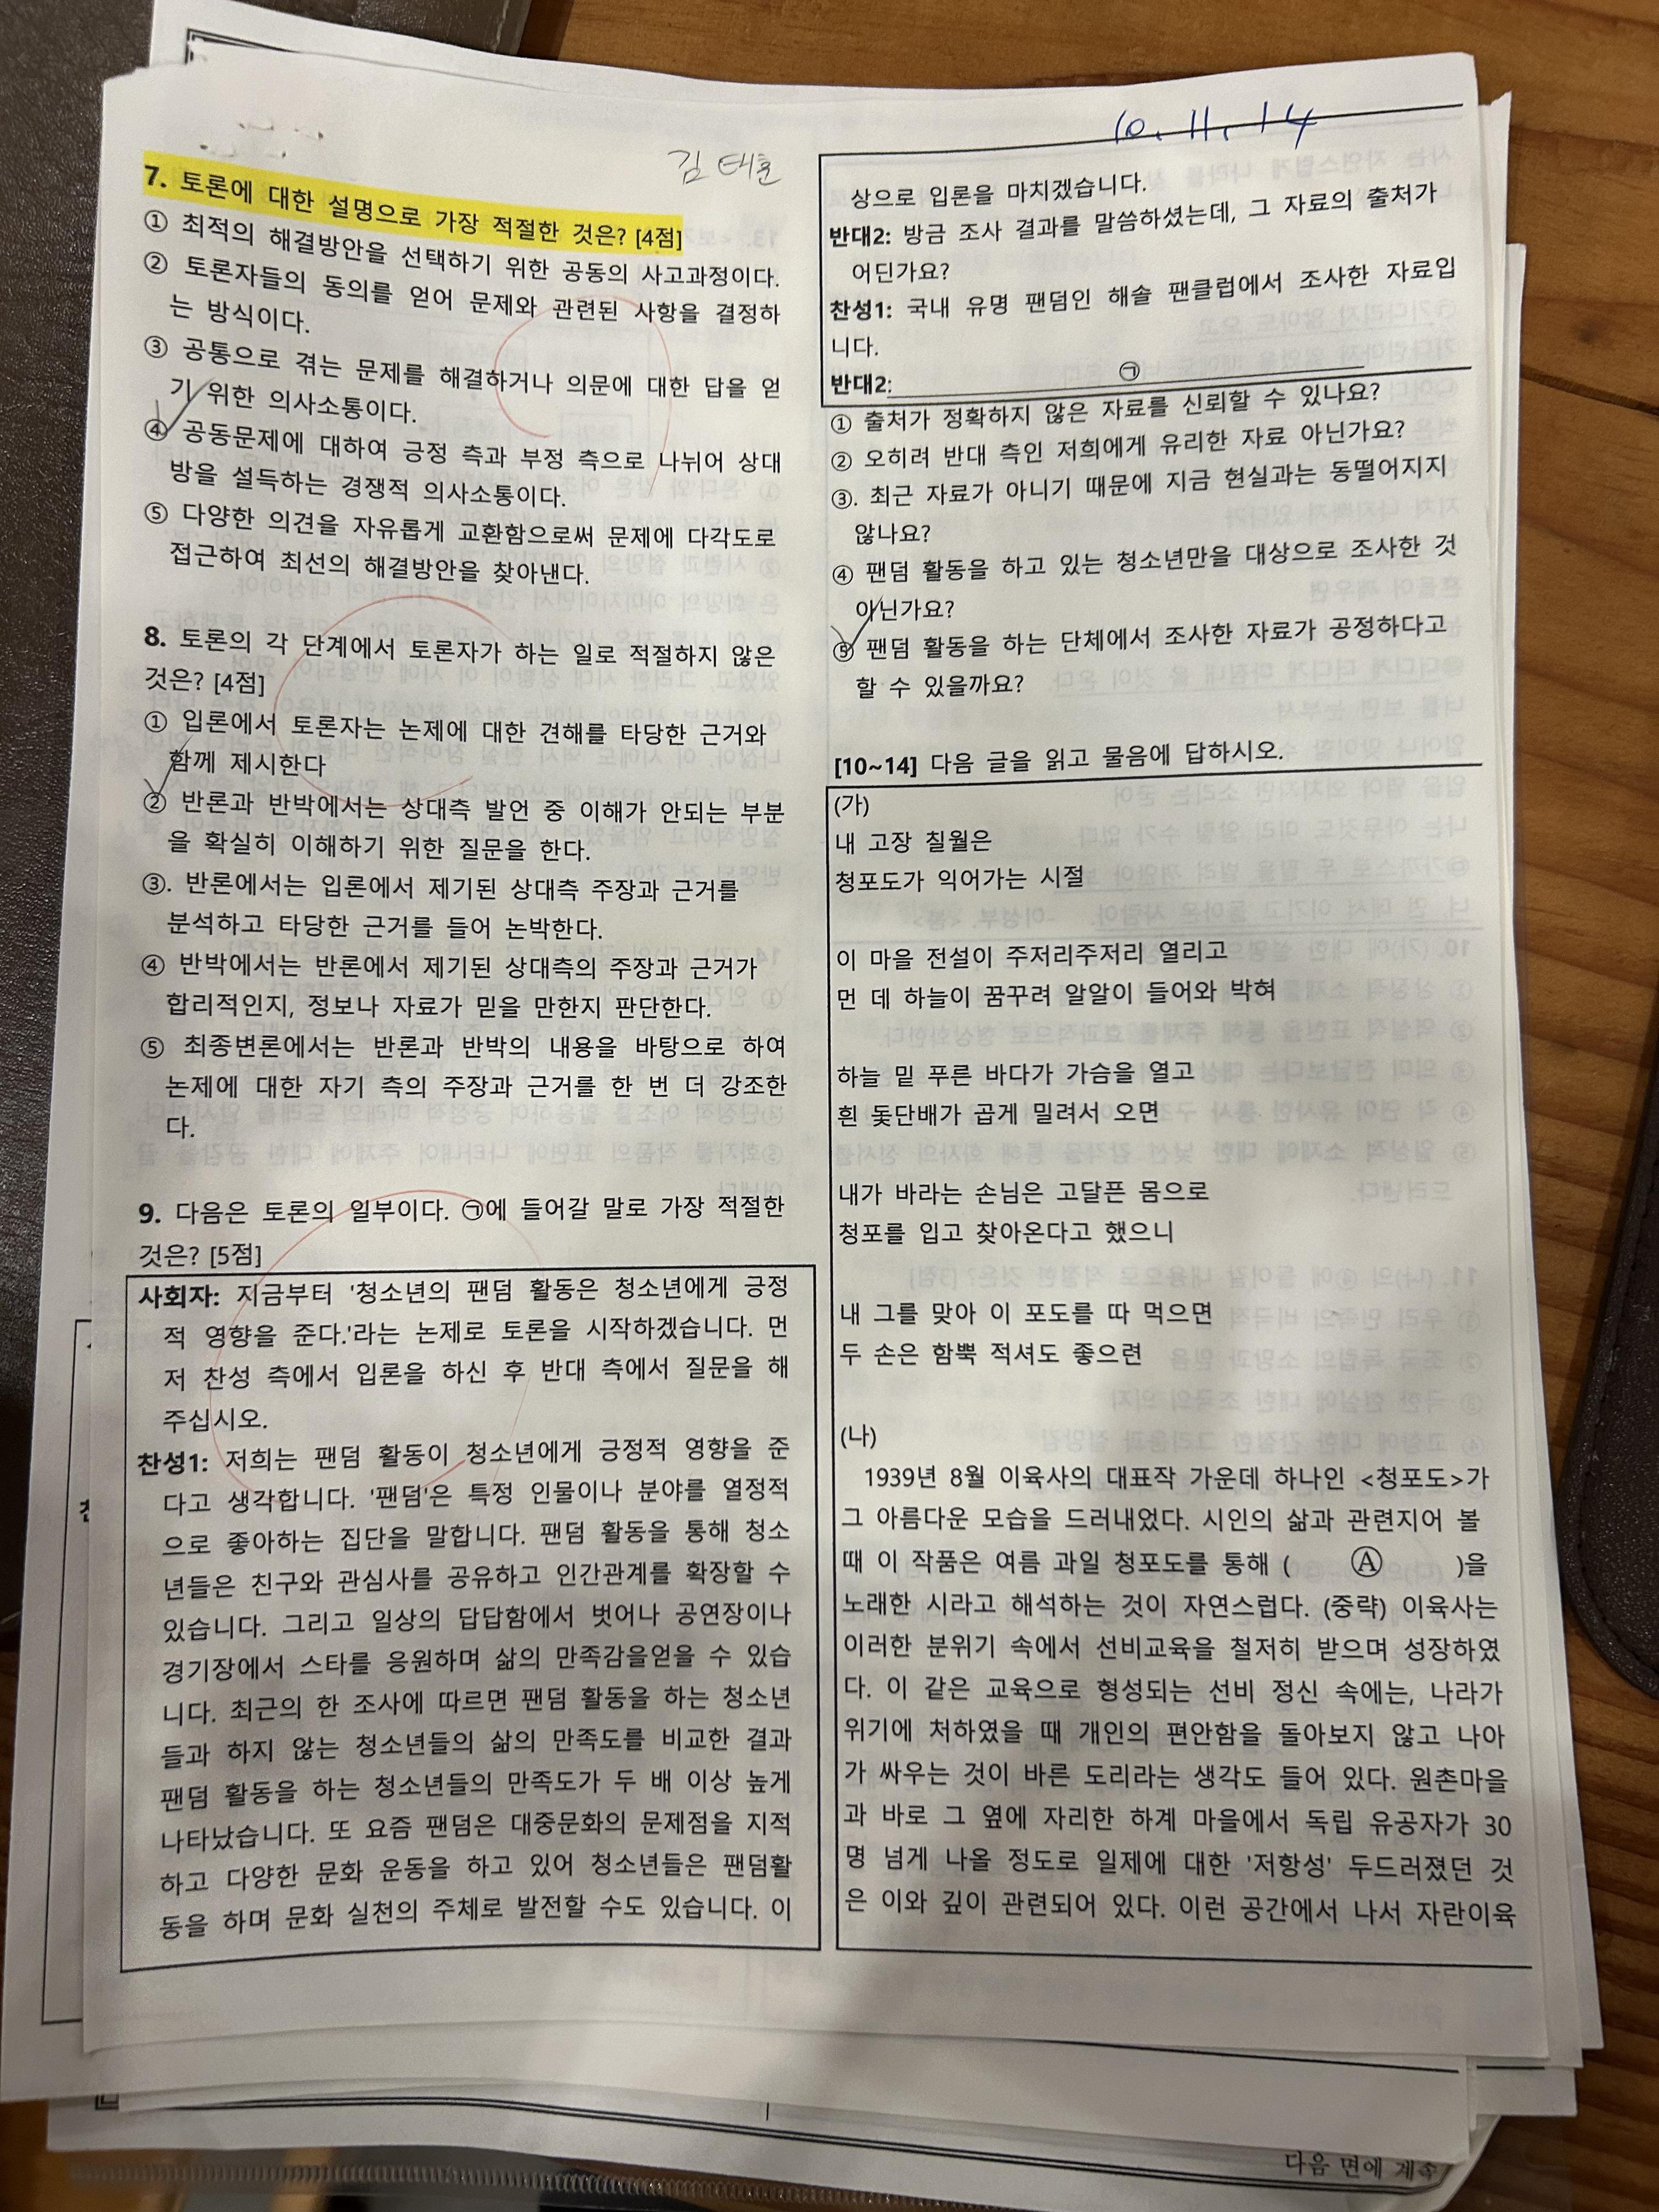 김태훈
10. 11. 14
7. 토론에 대한 설명으로 가장 적절한 것은? [4점]
① 최적의 해결방안을 선택하기 위한 공동의 사고과정이다.
② 토론자들의 동의를 얻어 문제와 관련된 사항을 결정하
는 방식이다.
③ 공통으로 겪는 문제를 해결하거나 의문에 대한 답을 얻
기 위한 의사소통이다.
④ 공동문제에 대하여 긍정 측과 부정 측으로 나뉘어 상대
방을 설득하는 경쟁적 의사소통이다.
⑤ 다양한 의견을 자유롭게 교환함으로써 문제에 다각도로
접근하여 최선의 해결방안을 찾아낸다.
8. 토론의 각 단계에서 토론자가 하는 일로 적절하지 않은
것은? [4점]
① 입론에서 토론자는 논제에 대한 견해를 타당한 근거와
함께 제시한다
② 반론과 반박에서는 상대측 발언 중 이해가 안되는 부분
을 확실히 이해하기 위한 질문을 한다.
③. 반론에서는 입론에서 제기된 상대측 주장과 근거를
분석하고 타당한 근거를 들어 논박한다.
④ 반박에서는 반론에서 제기된 상대측의 주장과 근거가
합리적인지, 정보나 자료가 믿을 만한지 판단한다.
⑤ 최종변론에서는 반론과 반박의 내용을 바탕으로 하여
논제에 대한 자기 측의 주장과 근거를 한 번 더 강조한
다.
9. 다음은 토론의 일부이다. ㉠에 들어갈 말로 가장 적절한
것은? [5점]
사회자: 지금부터 '청소년의 팬덤 활동은 청소년에게 긍정
적 영향을 준다.'라는 논제로 토론을 시작하겠습니다. 먼
저 찬성 측에서 입론을 하신 후 반대 측에서 질문을 해
주십시오.
찬성1: 저희는 팬덤 활동이 청소년에게 긍정적 영향을 준
다고 생각합니다. '팬덤'은 특정 인물이나 분야를 열정적
으로 좋아하는 집단을 말합니다. 팬덤 활동을 통해 청소
년들은 친구와 관심사를 공유하고 인간관계를 확장할 수
있습니다. 그리고 일상의 답답함에서 벗어나 공연장이나
경기장에서 스타를 응원하며 삶의 만족감을얻을 수 있습
니다. 최근의 한 조사에 따르면 팬덤 활동을 하는 청소년
들과 하지 않는 청소년들의 삶의 만족도를 비교한 결과
팬덤 활동을 하는 청소년들의 만족도가 두 배 이상 높게
나타났습니다. 또 요즘 팬덤은 대중문화의 문제점을 지적
하고 다양한 문화 운동을 하고 있어 청소년들은 팬덤활
동을 하며 문화 실천의 주체로 발전할 수도 있습니다. 이
상으로 입론을 마치겠습니다.
반대2: 방금 조사 결과를 말씀하셨는데, 그 자료의 출처가
어딘가요?
찬성1: 국내 유명 팬덤인 해솔 팬클럽에서 조사한 자료입
니다.
반대2: ㉠
① 출처가 정확하지 않은 자료를 신뢰할 수 있나요?
② 오히려 반대 측인 저희에게 유리한 자료 아닌가요?
③. 최근 자료가 아니기 때문에 지금 현실과는 동떨어지지
않나요?
④ 팬덤 활동을 하고 있는 청소년만을 대상으로 조사한 것
아닌가요?
⑤ 팬덤 활동을 하는 단체에서 조사한 자료가 공정하다고
할 수 있을까요?
[10~14] 다음 글을 읽고 물음에 답하시오.
(가)
내 고장 칠월은
청포도가 익어가는 시절
이 마을 전설이 주저리주저리 열리고
먼 데 하늘이 꿈꾸려 알알이 들어와 박혀
하늘 밑 푸른 바다가 가슴을 열고
흰 돛단배가 곱게 밀려서 오면
내가 바라는 손님은 고달픈 몸으로
청포를 입고 찾아온다고 했으니
내 그를 맞아 이 포도를 따 먹으면
두 손은 함뿍 적셔도 좋으련
(나)
1939년 8월 이육사의 대표작 가운데 하나인 <청포도>가
그 아름다운 모습을 드러내었다. 시인의 삶과 관련지어 볼
때 이 작품은 여름 과일 청포도를 통해 ( Ⓐ )을
노래한 시라고 해석하는 것이 자연스럽다. (중략) 이육사는
이러한 분위기 속에서 선비교육을 철저히 받으며 성장하였
다. 이 같은 교육으로 형성되는 선비 정신 속에는, 나라가
위기에 처하였을 때 개인의 편안함을 돌아보지 않고 나아
가 싸우는 것이 바른 도리라는 생각도 들어 있다. 원촌마을
과 바로 그 옆에 자리한 하계 마을에서 독립 유공자가 30
명 넘게 나올 정도로 일제에 대한 '저항성' 두드러졌던 것
은 이와 깊이 관련되어 있다. 이런 공간에서 나서 자란이육
다음 면에 계속